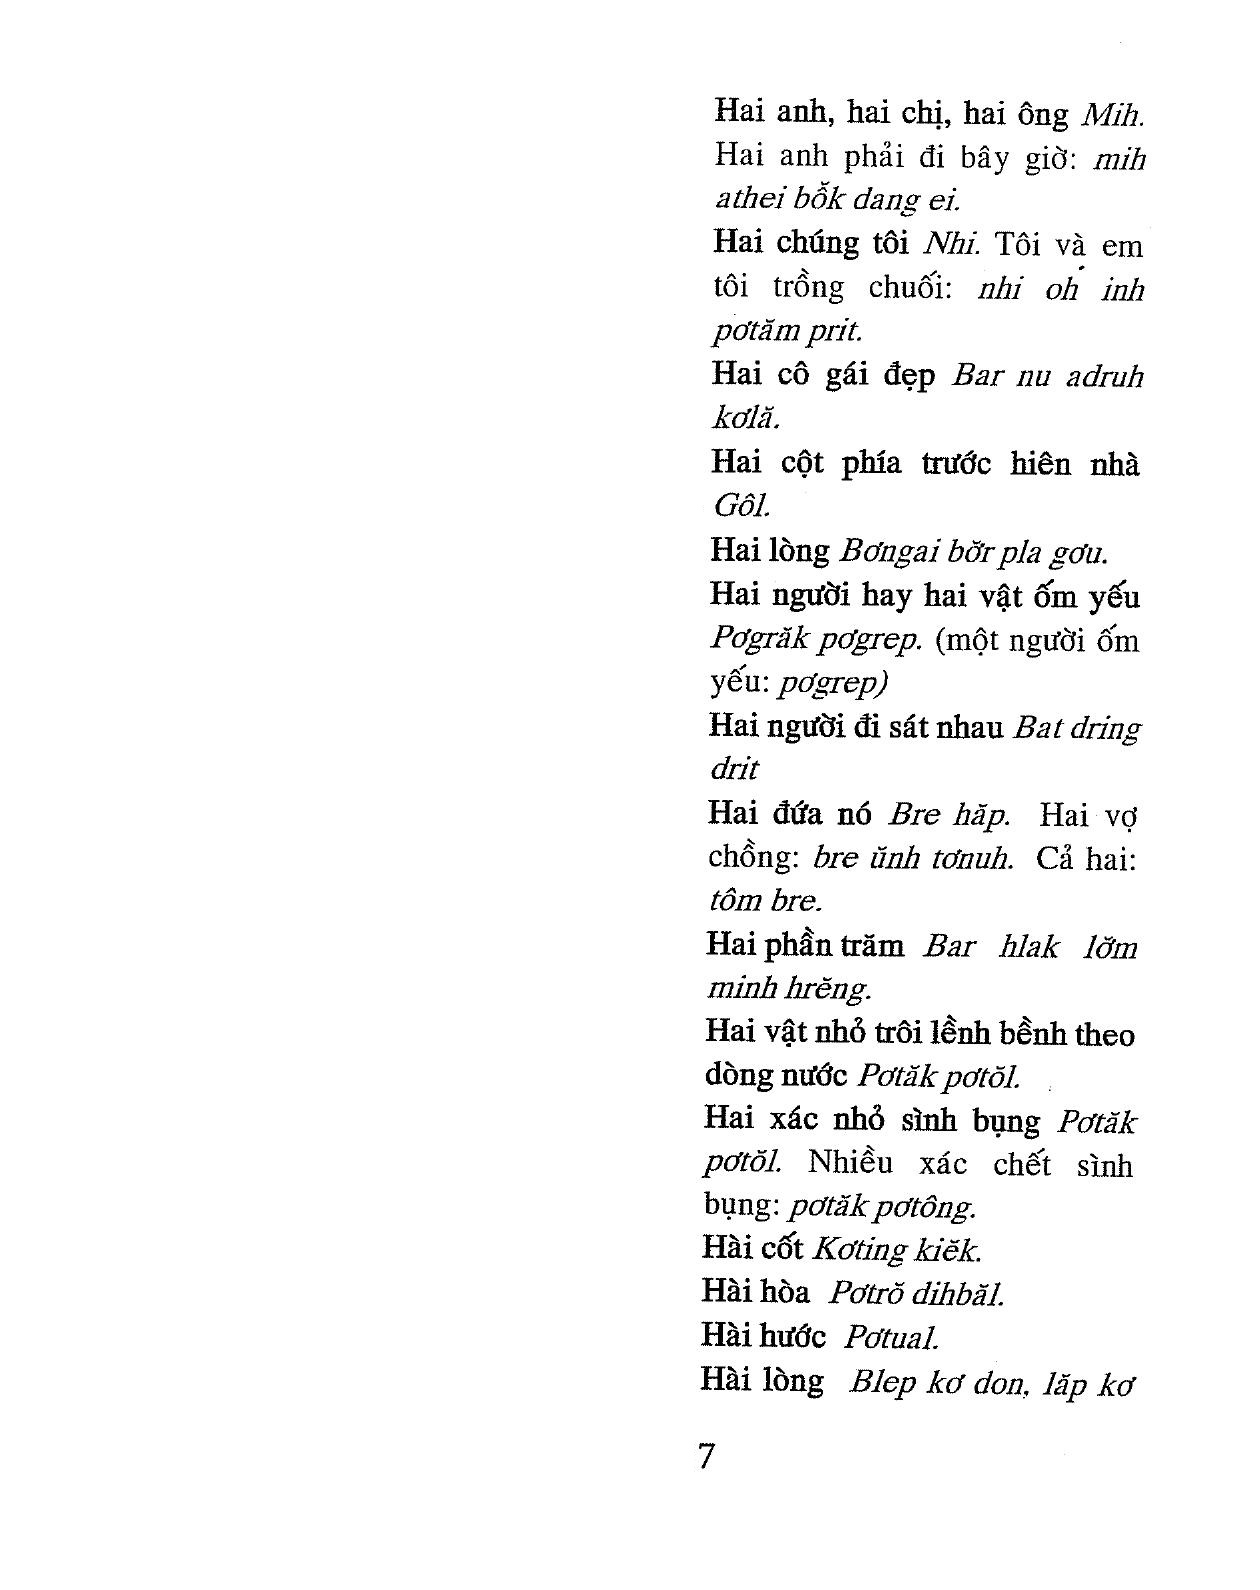 Hai anh, hai chị, hai ông Mih.
Hai anh phải đi bây giờ: mih
athei bô̆k dang ei.
Hai chúng tôi Nhi. Tôi và em
tôi trồng chuối: nhi oh inh
pơtăm prit.
Hai cô gái đẹp Bar nu adruh
kơlă.
Hai cột phía trước hiên nhà
Gôl.
Hai lòng Bơngai bơ̆r pla gơu.
Hai người hay hai vật ốm yếu
Pơgrăk pơgrep. (một người ốm
yếu: pơgrep)
Hai người đi sát nhau Bat dring
drit
Hai đứa nó Bre hăp. Hai vợ
chồng: bre ŭnh tơnuh. Cả hai:
tôm bre.
Hai phần trăm Bar hlak lơ̆m
minh hrĕng.
Hai vật nhỏ trôi lềnh bềnh theo
dòng nước Pơtăk pơtŏl.
Hai xác nhỏ sình bụng Pơtăk
pơtŏl. Nhiều xác chết sình
bụng: pơtăk pơtông.
Hài cốt Kơting kiĕk.
Hài hòa Pơtrŏ dihbăl.
Hài hước Pơtual.
Hài lòng Blep kơ don, lăp kơ
7